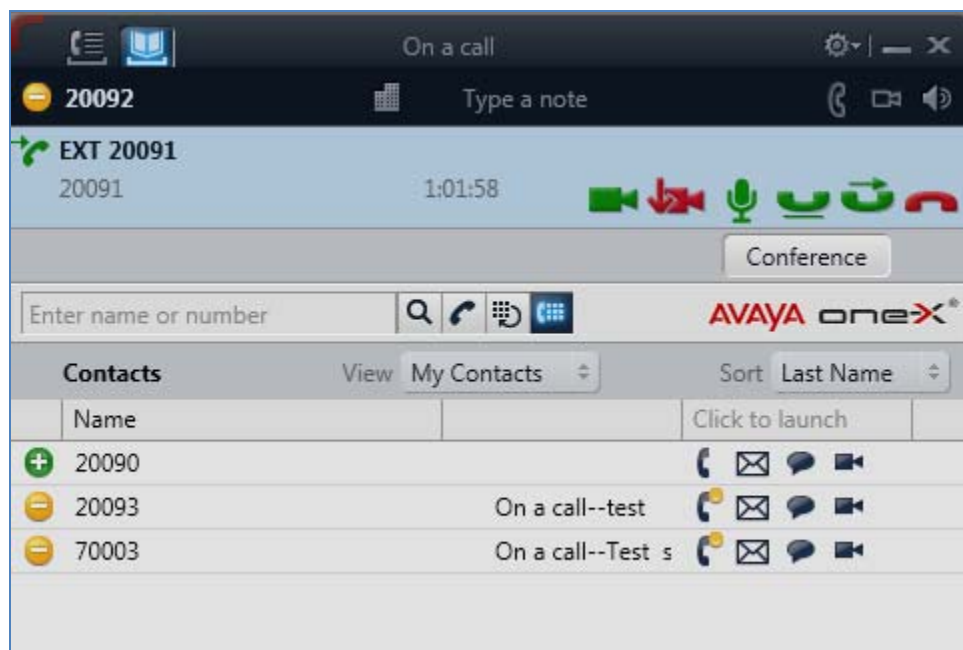 On a call
20092 Type a note
EXT 20091
20091 1:01:58
Conference
Enter name or number AVAYA one-X®
Contacts View My Contacts Sort Last Name
Name Click to launch
20090
20093 On a call--test
70003 On a call--Test s